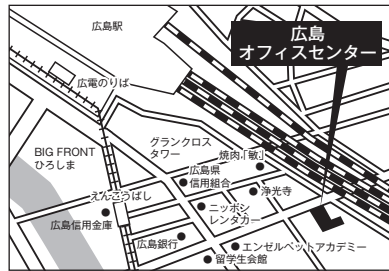 広島駅
広島
オフィスセンター
広電のりば
グランクロス
タワー
焼肉「敏」
BIG FRONT
ひろしま
広島県
信用組合
浄光寺
えんこうばし
ニッポン
レンタカー
広島信用金庫
広島銀行
エンゼルペットアカデミー
留学生会館